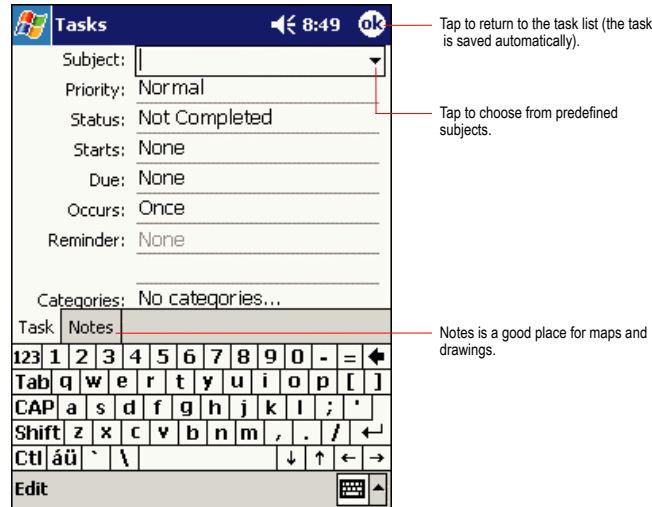 Tasks 8:49 ok
Subject:
Priority: Normal
Status: Not Completed
Starts: None
Due: None
Occurs: Once
Reminder: None
Categories: No categories...
Task Notes
123 1 2 3 4 5 6 7 8 9 0 - =
Tab q w e r t y u i o p [ ]
CAP a s d f g h j k l ; '
Shift z x c v b n m , . /
Ctl áü ` \ ↓ ↑ ← →
Edit
Tap to return to the task list (the task
is saved automatically).
Tap to choose from predefined
subjects.
Notes is a good place for maps and
drawings.